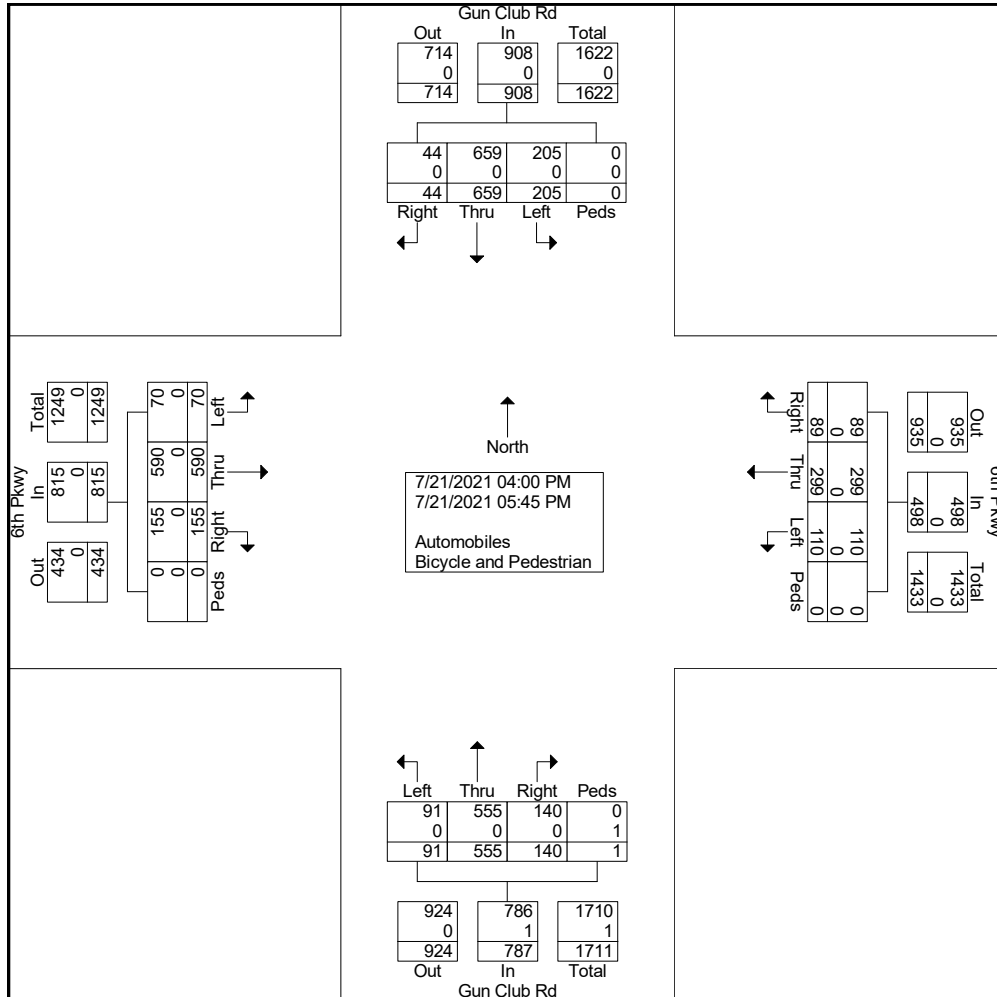 Gun Club Rd
Out In Total
714 908 1622
0 0 0
714 908 1622
44 659 205 0
0 0 0 0
44 659 205 0
Right Thru Left Peds
6th Pkwy
Total In Out
1249 815 434
0 0 0
1249 815 434
70 590 155 0
0 0 0 0
70 590 155 0
Left Thru Right Peds
North
7/21/2021 04:00 PM
7/21/2021 05:45 PM
Automobiles
Bicycle and Pedestrian
Right Thru Left Peds
89 299 110 0
0 0 0 0
89 299 110 0
935 498 1433
0 0 0
935 498 1433
Out In Total
6th Pkwy
Left Thru Right Peds
91 555 140 0
0 0 0 1
91 555 140 1
924 786 1710
0 1 1
924 787 1711
Out In Total
Gun Club Rd